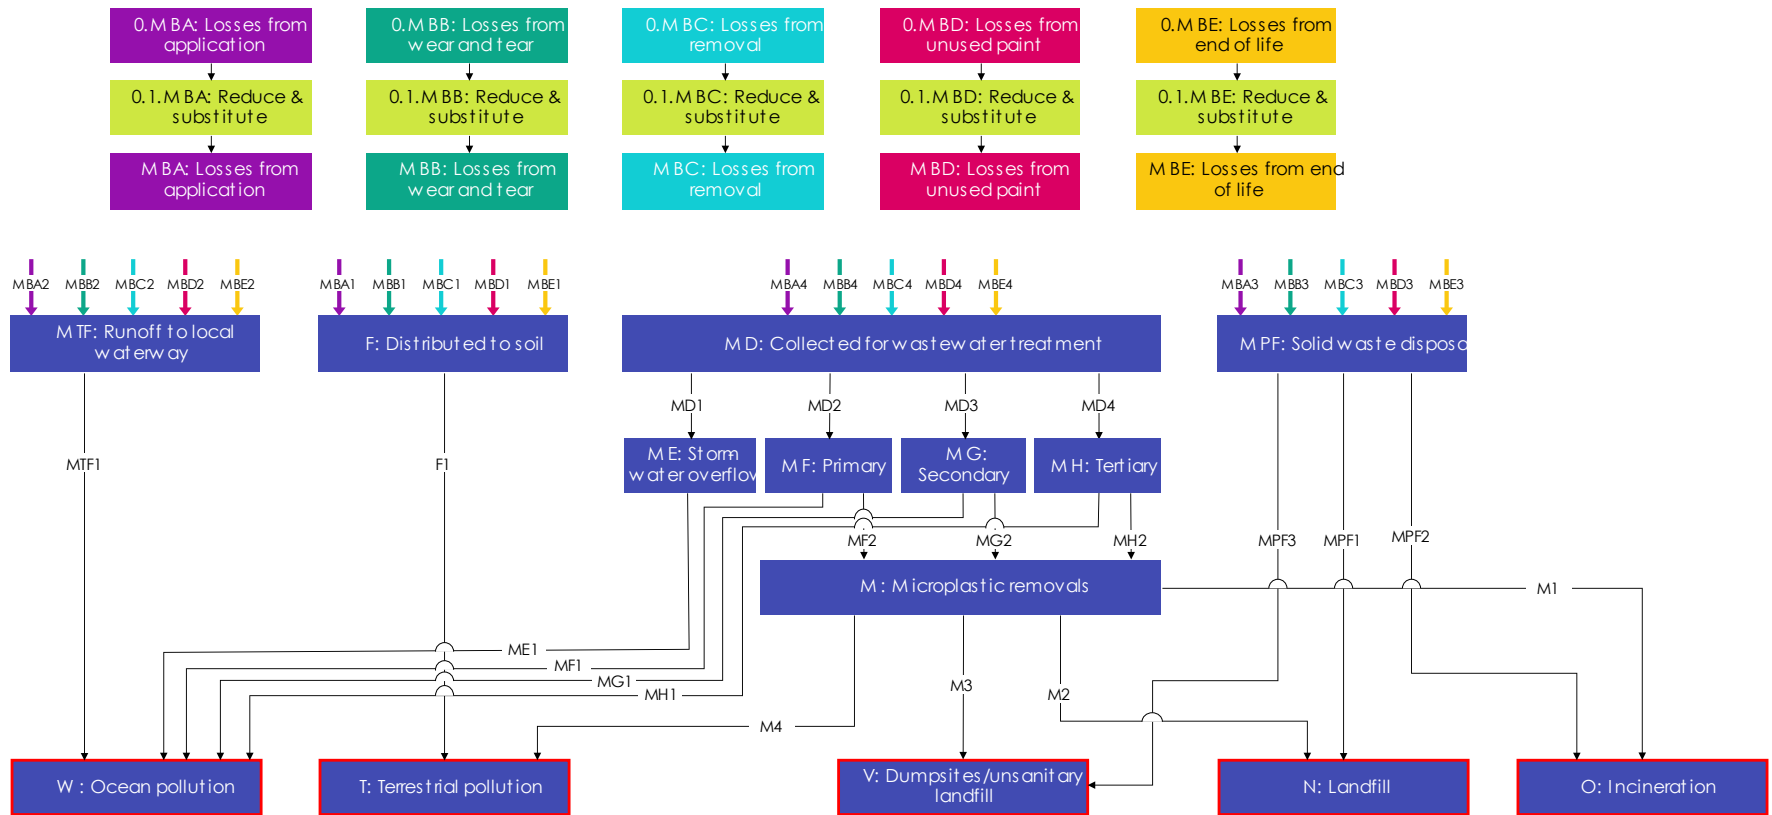 0.MBA: Losses from
application
0.MBB: Losses from
wear and tear
0.MBC: Losses from
removal
0.MBD: Losses from
unused paint
0.MBE: Losses from
end of life
0.1.MBA: Reduce &
substitute
0.1.MBB: Reduce &
substitute
0.1.MBC: Reduce &
substitute
0.1.MBD: Reduce &
substitute
0.1.MBE: Reduce &
substitute
MBA: Losses from
application
MBB: Losses from
wear and tear
MBC: Losses from
removal
MBD: Losses from
unused paint
MBE: Losses from end
of life
MBA2
MBB2
MBC2
MBD2
MBE2
MBA1
MBB1
MBC1
MBD1
MBE1
MBA4
MBB4
MBC4
MBD4
MBE4
MBA3
MBB3
MBC3
MBD3
MBE3
MTF: Runoff to local
waterway
F: Distributed to soil
MD: Collected for wastewater treatment
MPF: Solid waste disposa
MD1
MD2
MD3
MD4
ME: Storm-
water overflow
MF: Primary
MG:
Secondary
MH: Tertiary
MTF1
F1
MF2
MG2
MH2
MPF3
MPF1
MPF2
M: Microplastic removals
M1
ME1
MF1
MG1
MH1
M3
M2
M4
W: Ocean pollution
T: Terrestrial pollution
V: Dumpsites/unsanitary
landfill
N: Landfill
O: Incineration